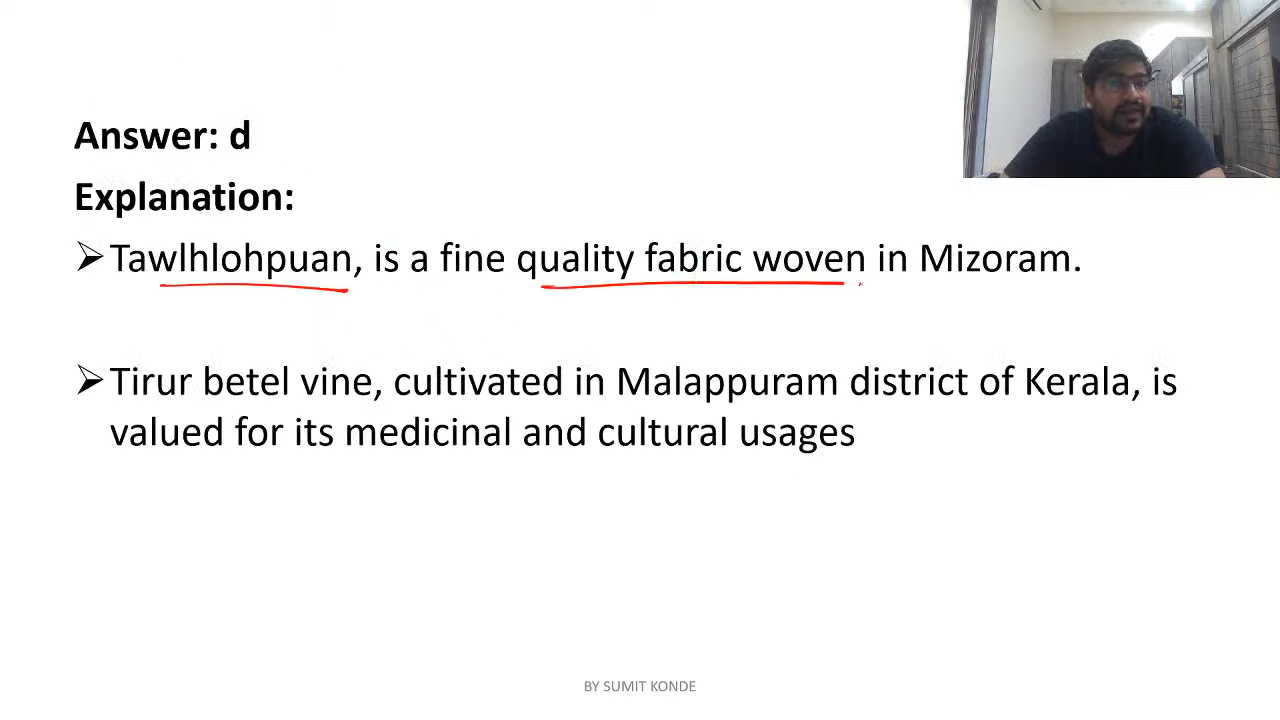 Answer: d
Explanation:
➢ Tawlhlohpuan, is a fine quality fabric woven in Mizoram.
➢ Tirur betel vine, cultivated in Malappuram district of Kerala, is
valued for its medicinal and cultural usages
BY SUMIT KONDE